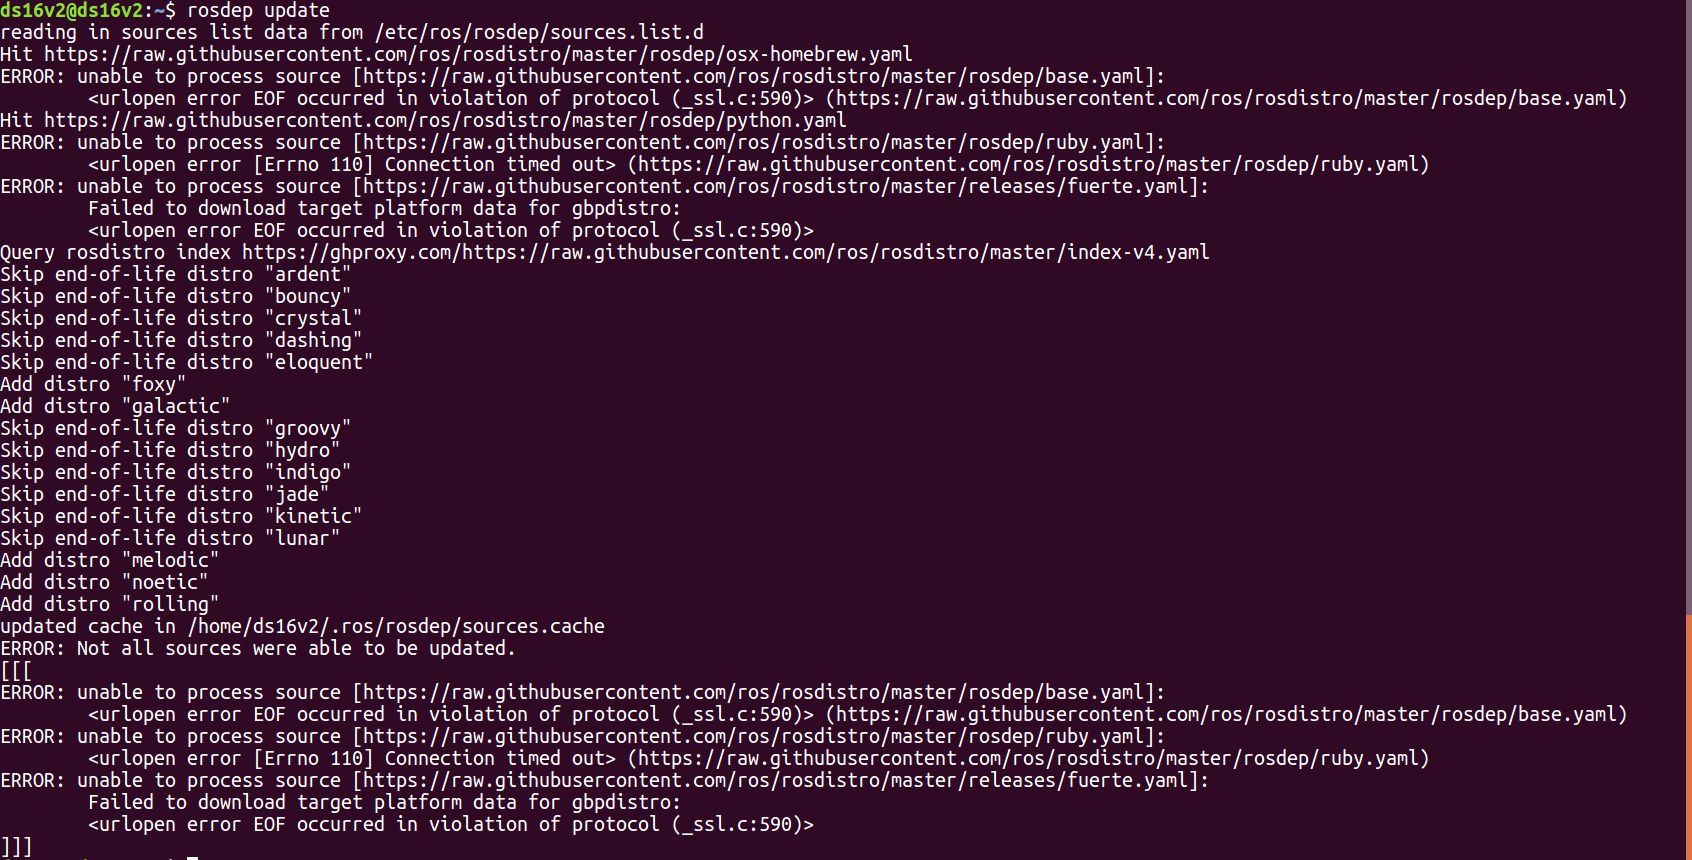 ds16v2@ds16v2:~$ rosdep update
reading in sources list data from /etc/ros/rosdep/sources.list.d
Hit https://raw.githubusercontent.com/ros/rosdistro/master/rosdep/osx-homebrew.yaml
ERROR: unable to process source [https://raw.githubusercontent.com/ros/rosdistro/master/rosdep/base.yaml]:
        <urlopen error EOF occurred in violation of protocol (_ssl.c:590)> (https://raw.githubusercontent.com/ros/rosdistro/master/rosdep/base.yaml)
Hit https://raw.githubusercontent.com/ros/rosdistro/master/rosdep/python.yaml
ERROR: unable to process source [https://raw.githubusercontent.com/ros/rosdistro/master/rosdep/ruby.yaml]:
        <urlopen error [Errno 110] Connection timed out> (https://raw.githubusercontent.com/ros/rosdistro/master/rosdep/ruby.yaml)
ERROR: unable to process source [https://raw.githubusercontent.com/ros/rosdistro/master/releases/fuerte.yaml]:
        Failed to download target platform data for gbpdistro:
        <urlopen error EOF occurred in violation of protocol (_ssl.c:590)>
Query rosdistro index https://ghproxy.com/https://raw.githubusercontent.com/ros/rosdistro/master/index-v4.yaml
Skip end-of-life distro "ardent"
Skip end-of-life distro "bouncy"
Skip end-of-life distro "crystal"
Skip end-of-life distro "dashing"
Skip end-of-life distro "eloquent"
Add distro "foxy"
Add distro "galactic"
Skip end-of-life distro "groovy"
Skip end-of-life distro "hydro"
Skip end-of-life distro "indigo"
Skip end-of-life distro "jade"
Skip end-of-life distro "kinetic"
Skip end-of-life distro "lunar"
Add distro "melodic"
Add distro "noetic"
Add distro "rolling"
updated cache in /home/ds16v2/.ros/rosdep/sources.cache
ERROR: Not all sources were able to be updated.
[[[
ERROR: unable to process source [https://raw.githubusercontent.com/ros/rosdistro/master/rosdep/base.yaml]:
        <urlopen error EOF occurred in violation of protocol (_ssl.c:590)> (https://raw.githubusercontent.com/ros/rosdistro/master/rosdep/base.yaml)
ERROR: unable to process source [https://raw.githubusercontent.com/ros/rosdistro/master/rosdep/ruby.yaml]:
        <urlopen error [Errno 110] Connection timed out> (https://raw.githubusercontent.com/ros/rosdistro/master/rosdep/ruby.yaml)
ERROR: unable to process source [https://raw.githubusercontent.com/ros/rosdistro/master/releases/fuerte.yaml]:
        Failed to download target platform data for gbpdistro:
        <urlopen error EOF occurred in violation of protocol (_ssl.c:590)>
]]]